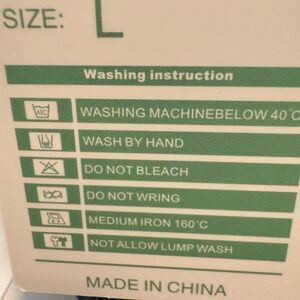 SIZE: L
Washing instruction
WASHING MACHINEBELOW 40℃
WASH BY HAND
DO NOT BLEACH
DO NOT WRING
MEDIUM IRON 160℃
NOT ALLOW LUMP WASH
MADE IN CHINA